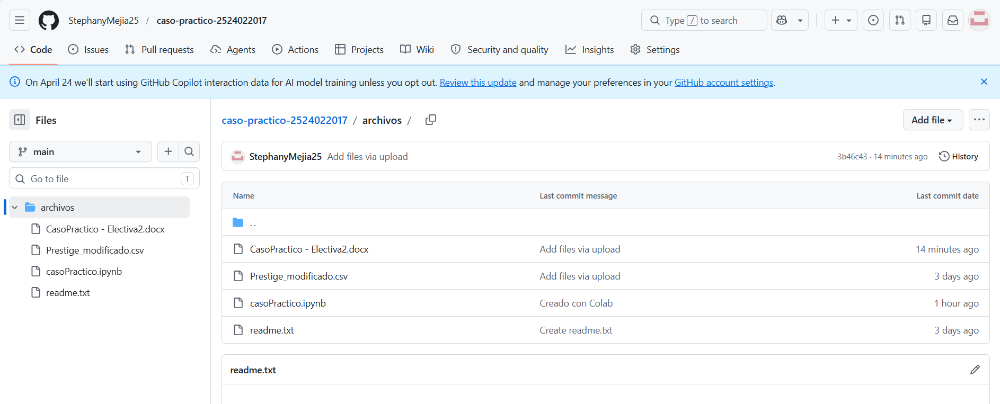 StephanyMejia25 / caso-practico-2524022017
Type / to search
Code
Issues
Pull requests
Agents
Actions
Projects
Wiki
Security and quality
Insights
Settings
On April 24 we'll start using GitHub Copilot interaction data for AI model training unless you opt out. Review this update and manage your preferences in your GitHub account settings.
Files
main
Go to file
T
archivos
CasoPractico - Electiva2.docx
Prestige_modificado.csv
casoPractico.ipynb
readme.txt
caso-practico-2524022017 / archivos /
Add file
StephanyMejia25 Add files via upload
3b46c43 · 14 minutes ago
History
Name Last commit message Last commit date
..
CasoPractico - Electiva2.docx Add files via upload 14 minutes ago
Prestige_modificado.csv Add files via upload 3 days ago
casoPractico.ipynb Creado con Colab 1 hour ago
readme.txt Create readme.txt 3 days ago
readme.txt